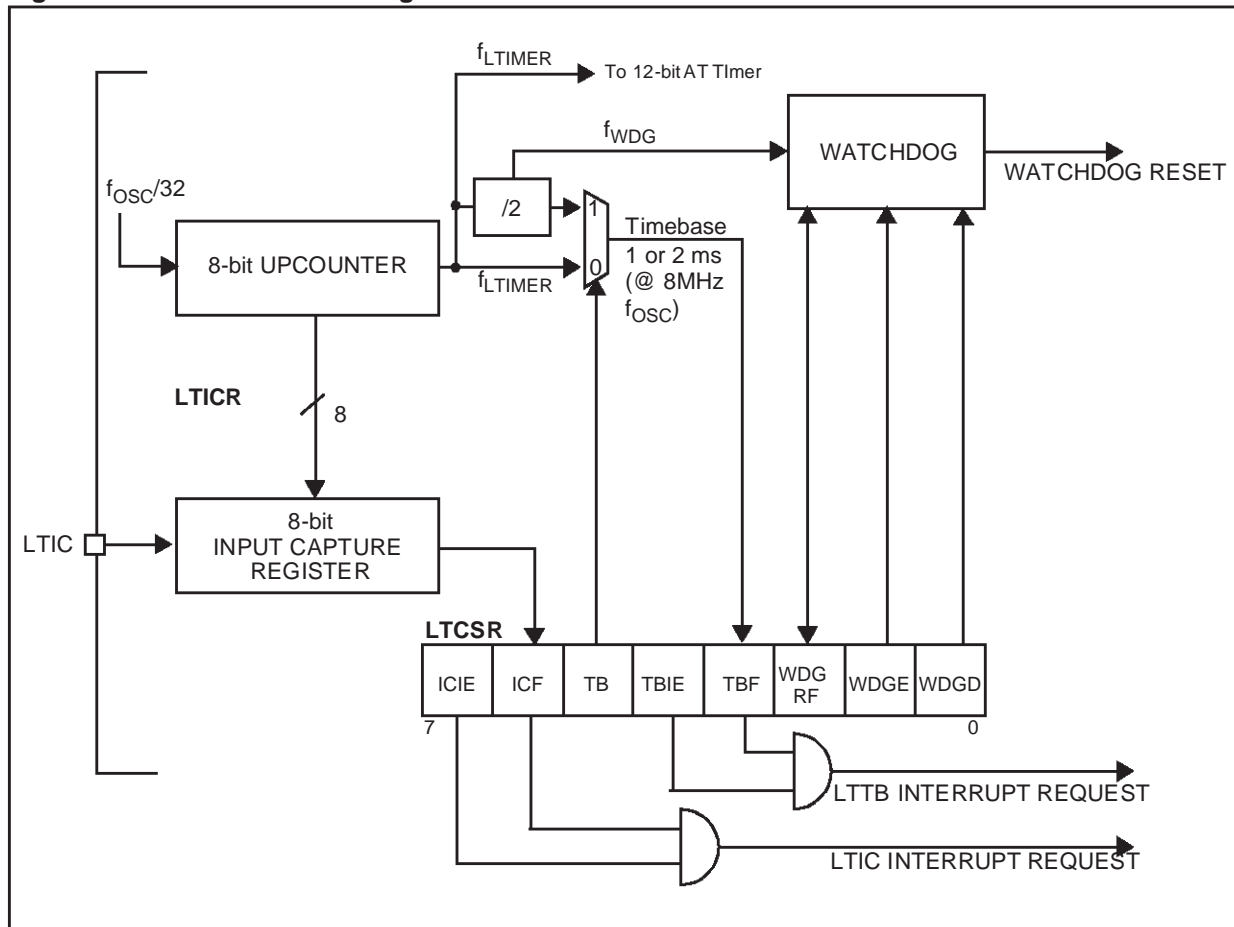 fLTIMER
To 12-bit AT TImer
fWDG
WATCHDOG
WATCHDOG RESET
fOSC/32
/2
1
Timebase
1 or 2 ms
(@ 8MHz
fOSC)
8-bit UPCOUNTER
0
fLTIMER
LTICR
8
LTIC
8-bit
INPUT CAPTURE
REGISTER
LTCSR
ICIE ICF TB TBIE TBF WDG RF WDGE WDGD
7 0
LTTB INTERRUPT REQUEST
LTIC INTERRUPT REQUEST